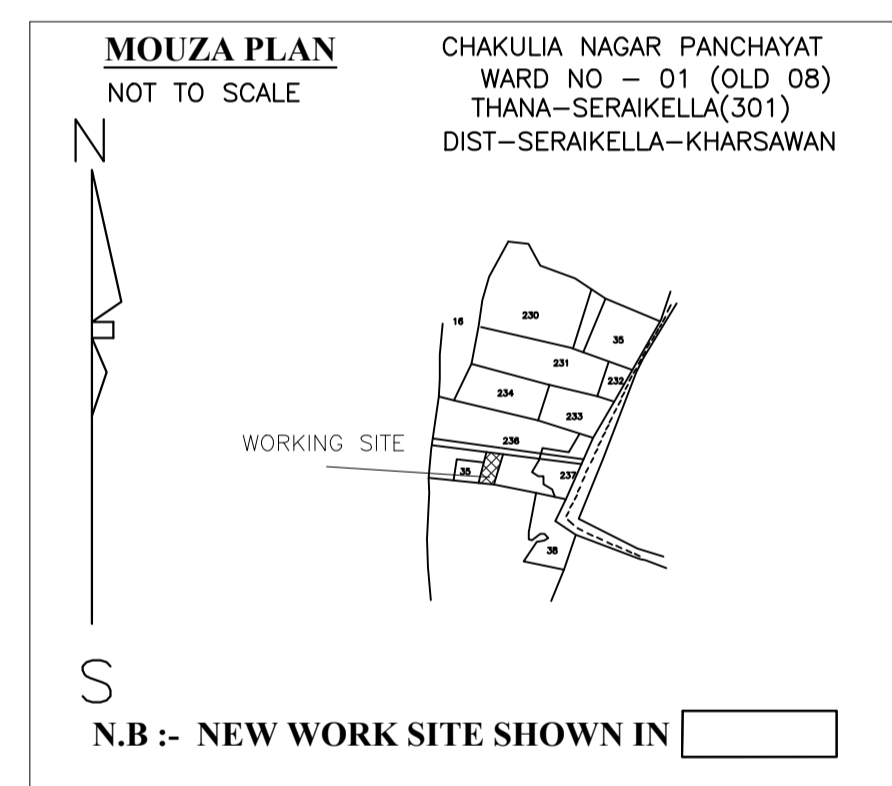 MOUZA PLAN
NOT TO SCALE
CHAKULIA NAGAR PANCHAYAT
WARD NO – 01 (OLD 08)
THANA–SERAIKELLA(301)
DIST–SERAIKELLA–KHARSAWAN
N
16
230
35
231
232
234
233
236
WORKING SITE
35
237
38
S
N.B :- NEW WORK SITE SHOWN IN